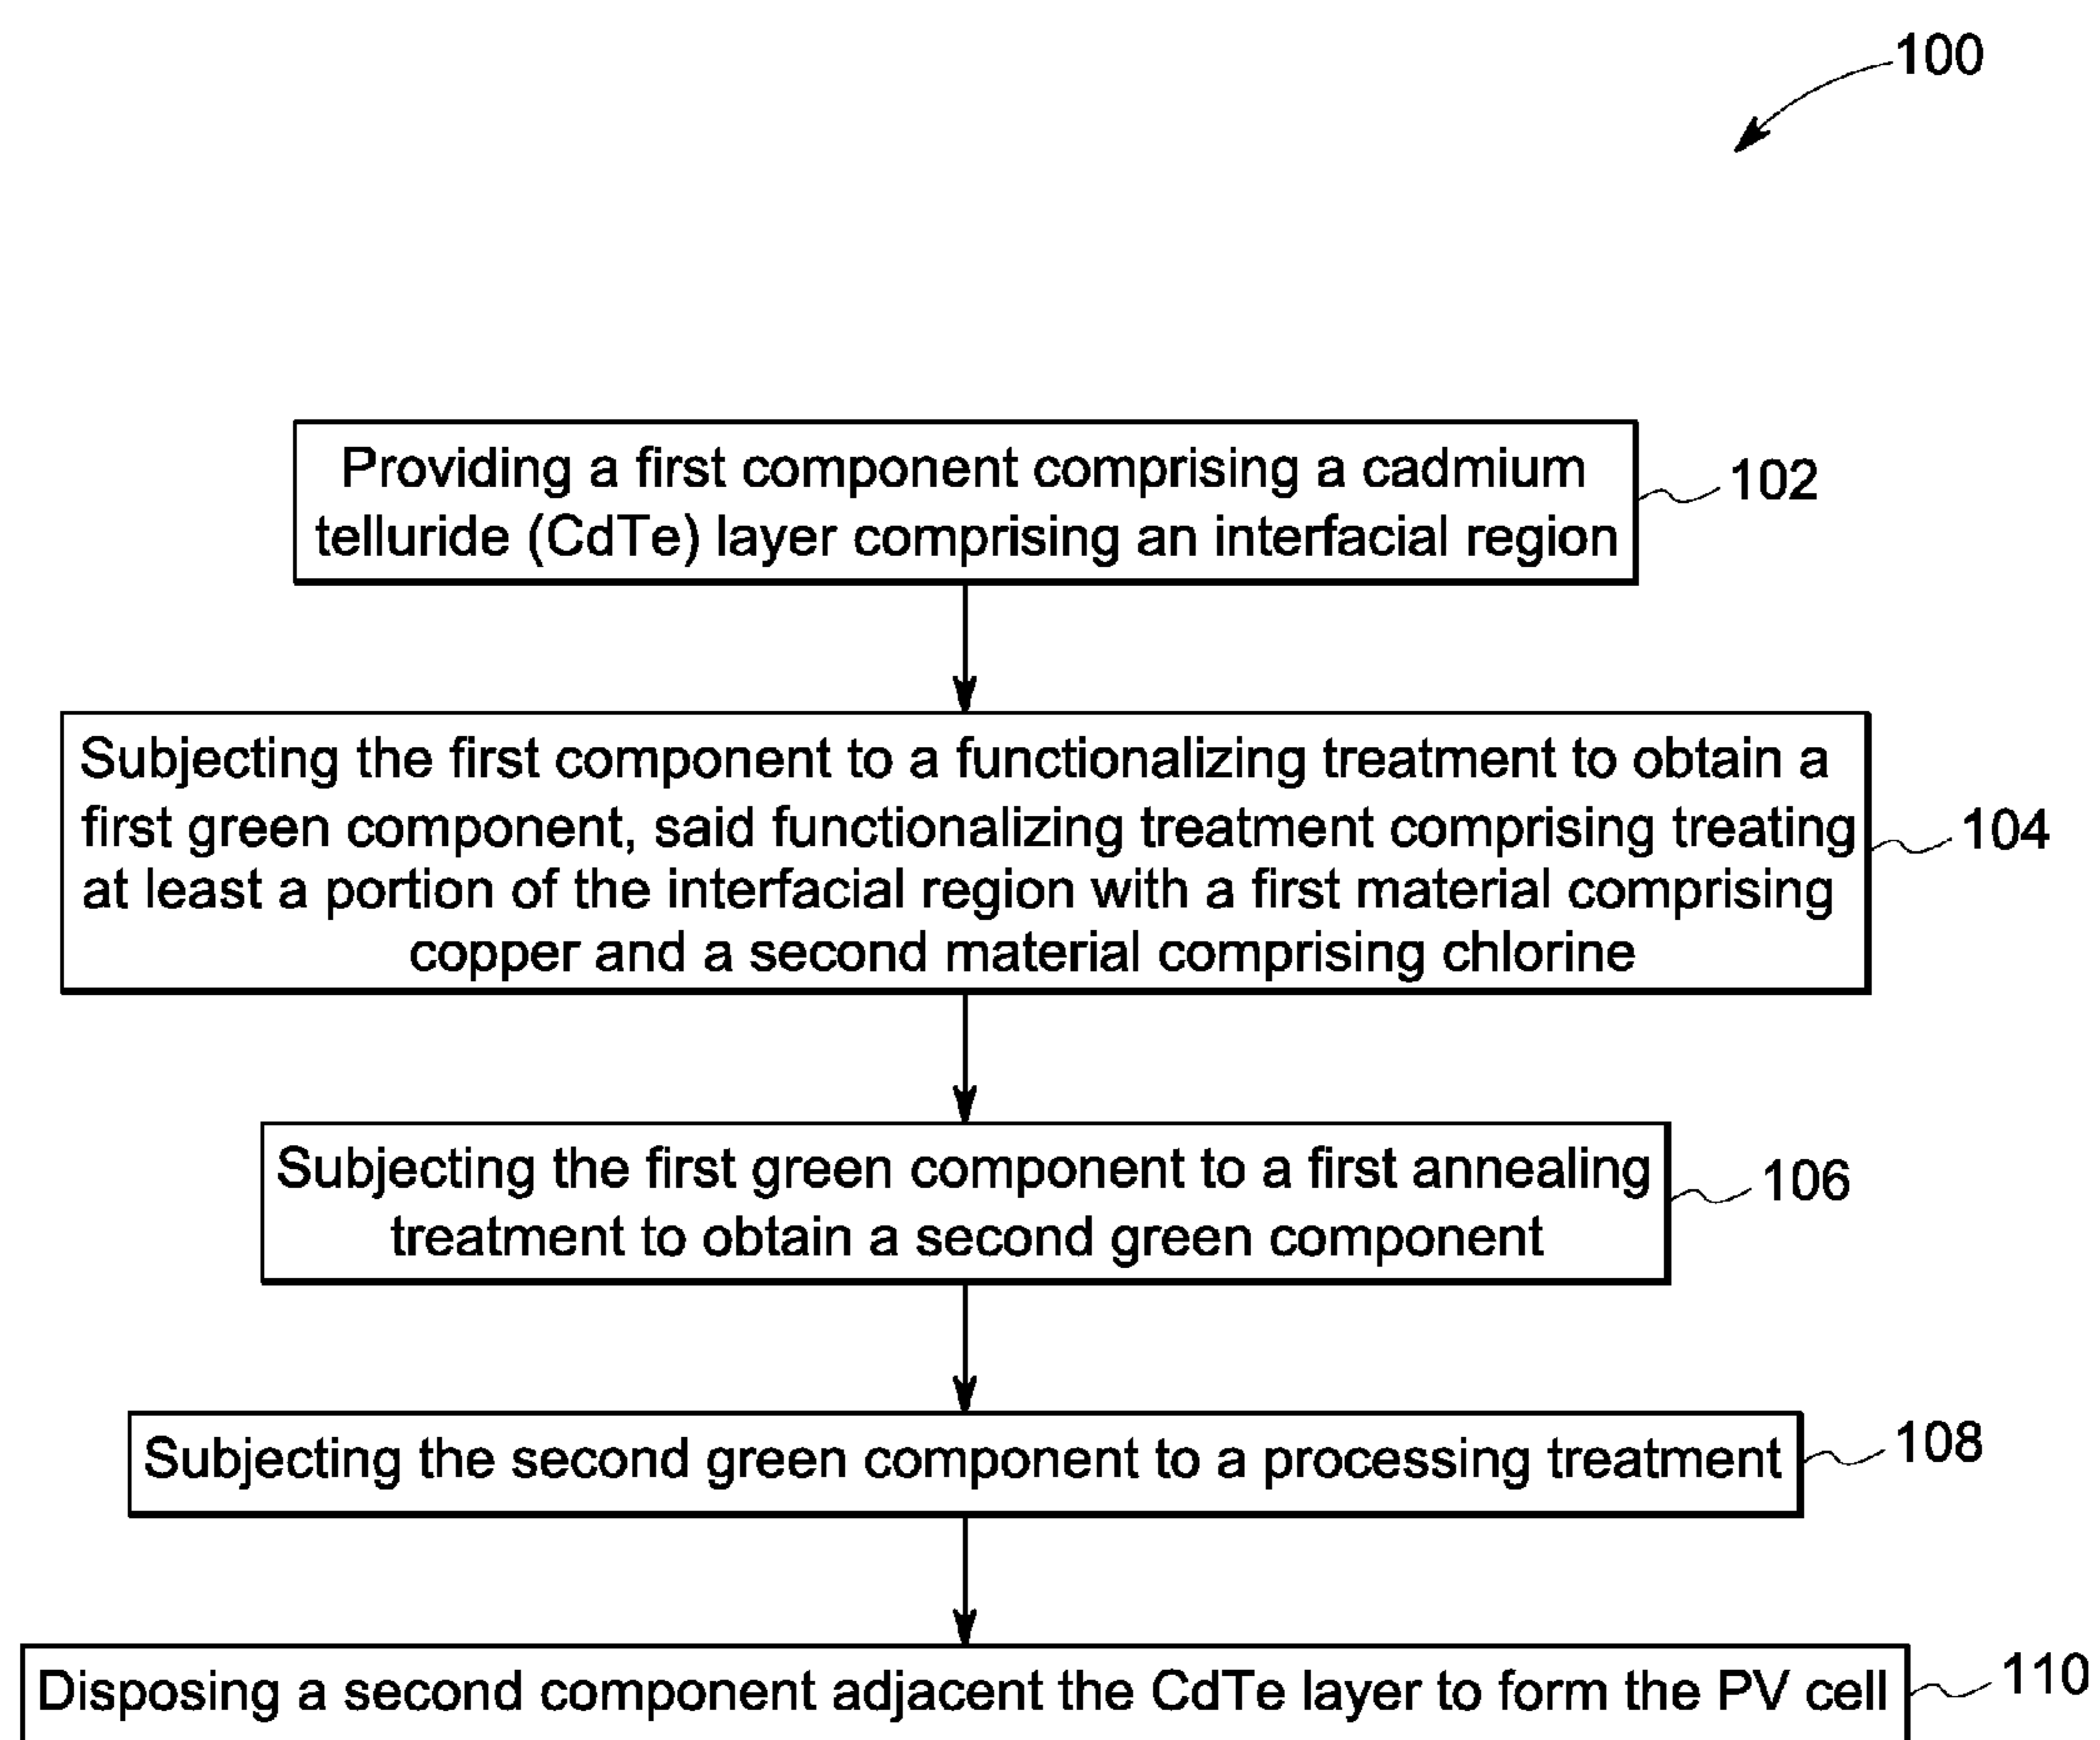 100
Providing a first component comprising a cadmium
telluride (CdTe) layer comprising an interfacial region
102
Subjecting the first component to a functionalizing treatment to obtain a
first green component, said functionalizing treatment comprising treating
at least a portion of the interfacial region with a first material comprising
copper and a second material comprising chlorine
104
Subjecting the first green component to a first annealing
treatment to obtain a second green component
106
Subjecting the second green component to a processing treatment
108
Disposing a second component adjacent the CdTe layer to form the PV cell
110